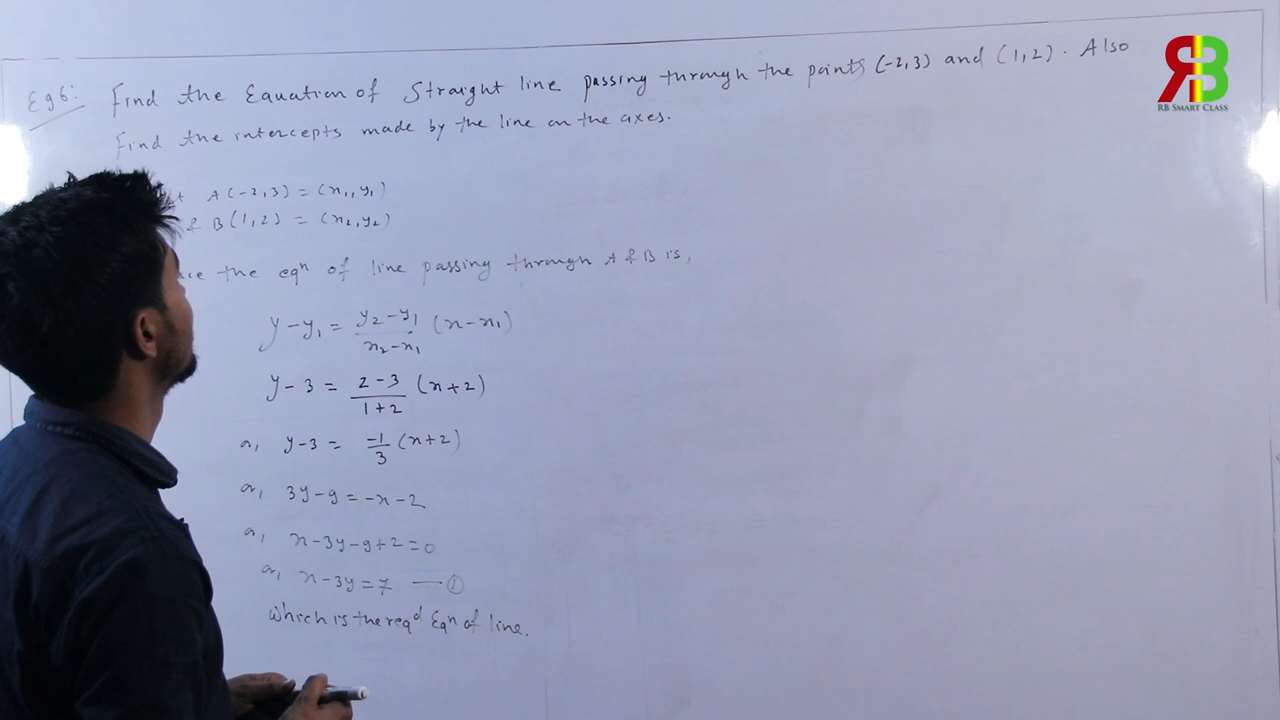 Eg 6: Find the Equation of Straight line passing through the points (-2,3) and (1,2). Also
Find the intercepts made by the line on the axes.
RB
RB SMART CLASS
A(-2,3) = (x₁,y₁)
& B(1,2) = (x₂,y₂)
the eqⁿ of line passing through A & B is,
y-y₁ = \frac{y₂-y₁}{x₂-x₁} (x-x₁)
y-3 = \frac{2-3}{1+2} (x+2)
or, y-3 = \frac{-1}{3} (x+2)
or, 3y-9 = -x-2
or, x-3y-9+2=0
or, x-3y=7 —①
which is the reqᵈ Eqⁿ of line.